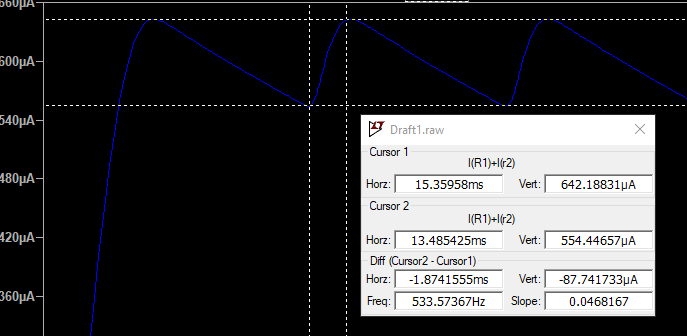 660µA
600µA
540µA
480µA
420µA
360µA
Draft1.raw
Cursor 1
I(R1)+I(r2)
Horz: 15.35958ms Vert: 642.18831µA
Cursor 2
I(R1)+I(r2)
Horz: 13.485425ms Vert: 554.44657µA
Diff (Cursor2 - Cursor1)
Horz: -1.8741555ms Vert: -87.741733µA
Freq: 533.57367Hz Slope: 0.0468167